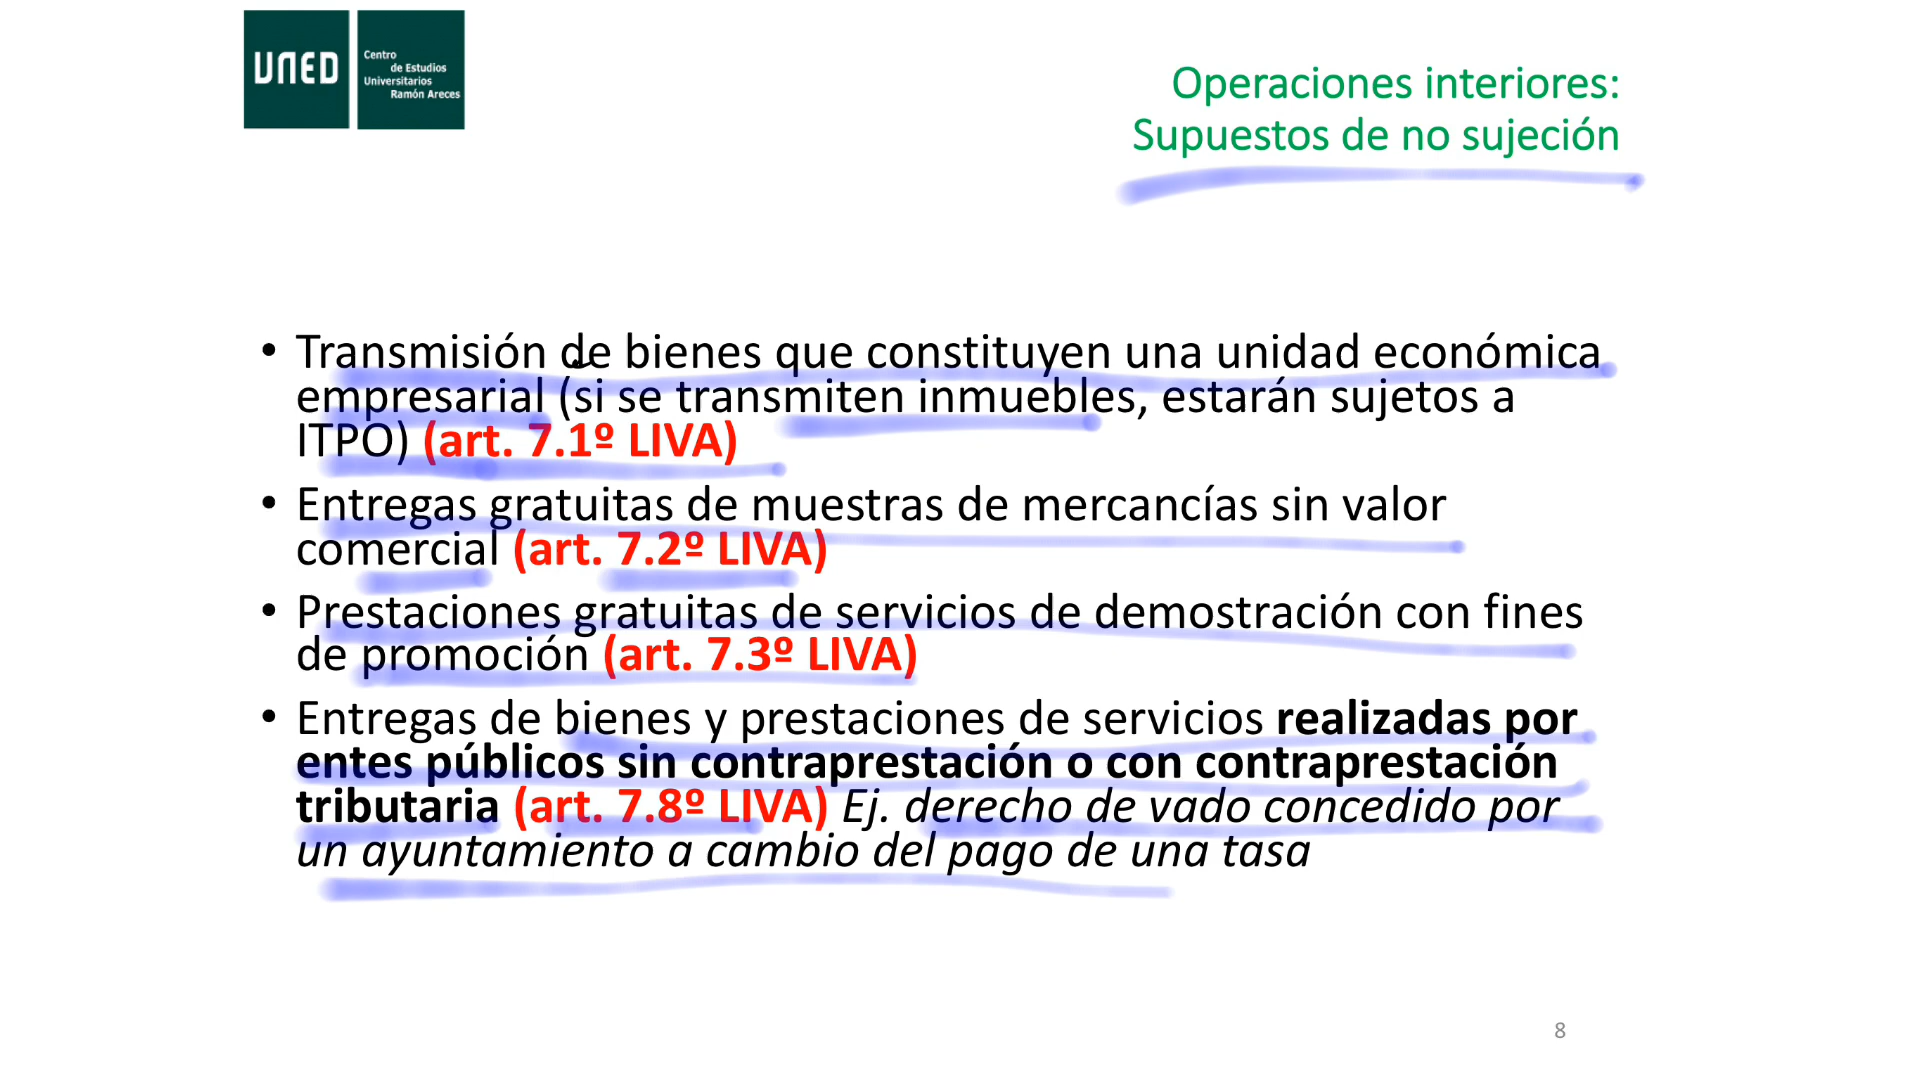 UNED
Centro
de Estudios
Universitarios
Ramón Areces
Operaciones interiores:
Supuestos de no sujeción
• Transmisión de bienes que constituyen una unidad económica
empresarial (si se transmiten inmuebles, estarán sujetos a
ITPO) (art. 7.1º LIVA)
• Entregas gratuitas de muestras de mercancías sin valor
comercial (art. 7.2º LIVA)
• Prestaciones gratuitas de servicios de demostración con fines
de promoción (art. 7.3º LIVA)
• Entregas de bienes y prestaciones de servicios realizadas por
entes públicos sin contraprestación o con contraprestación
tributaria (art. 7.8º LIVA) Ej. derecho de vado concedido por
un ayuntamiento a cambio del pago de una tasa
8